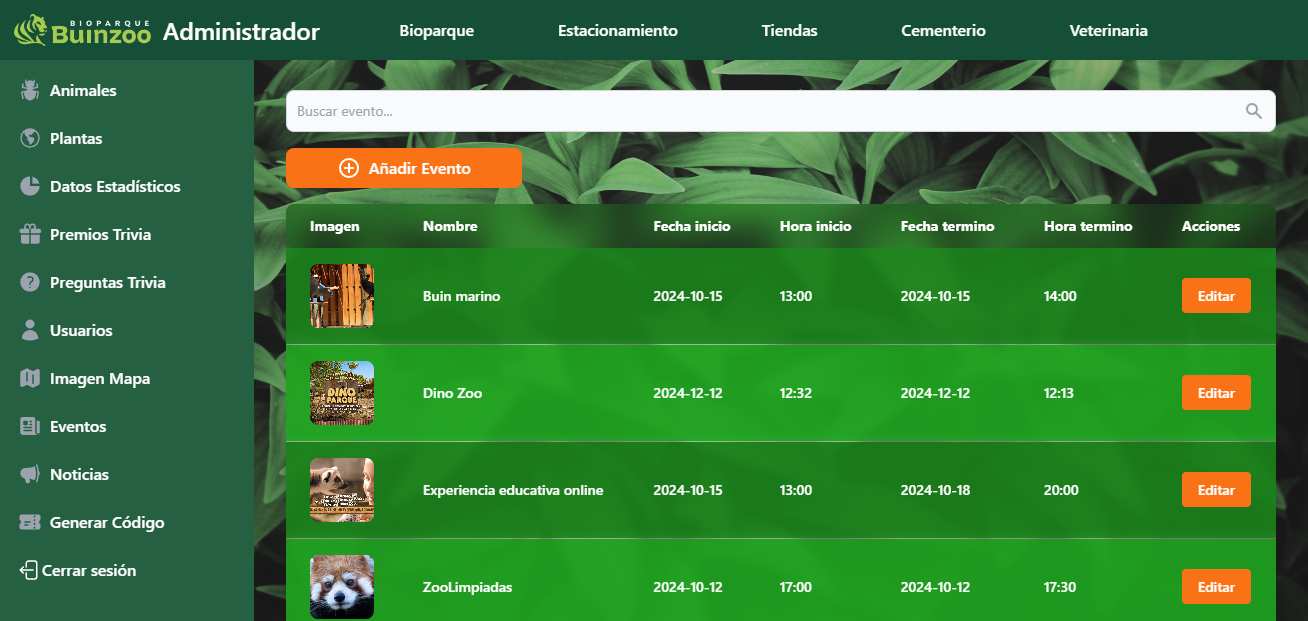 BIOPARQUE
Buinzoo
Administrador
Bioparque
Estacionamiento
Tiendas
Cementerio
Veterinaria
Animales
Plantas
Datos Estadísticos
Premios Trivia
Preguntas Trivia
Usuarios
Imagen Mapa
Eventos
Noticias
Generar Código
Cerrar sesión
Buscar evento...
Añadir Evento
Imagen Nombre Fecha inicio Hora inicio Fecha termino Hora termino Acciones
Buin marino 2024-10-15 13:00 2024-10-15 14:00 Editar
DINO
PARQUE
Dino Zoo 2024-12-12 12:32 2024-12-12 12:13 Editar
Experiencia educativa online 2024-10-15 13:00 2024-10-18 20:00 Editar
ZooLimpiadas 2024-10-12 17:00 2024-10-12 17:30 Editar